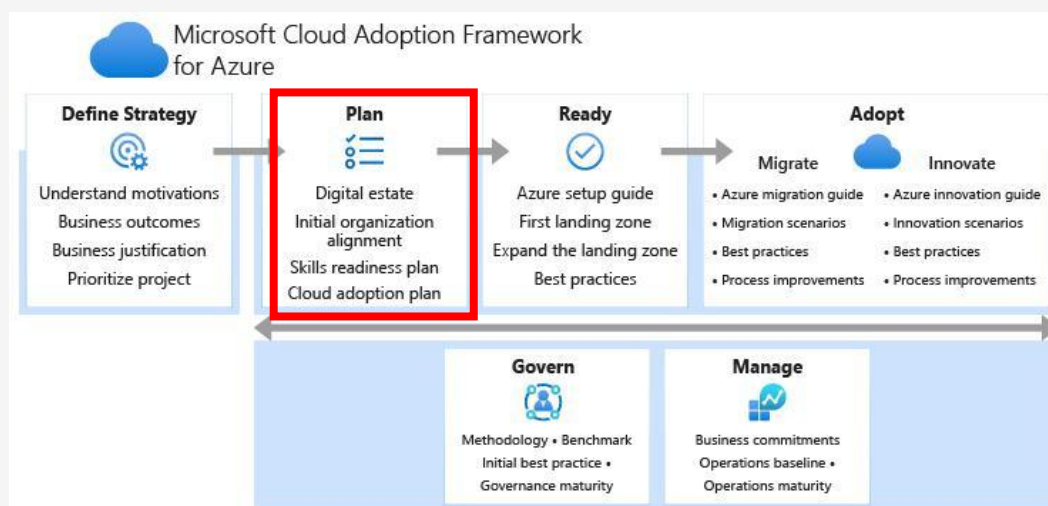 Microsoft Cloud Adoption Framework
for Azure
Define Strategy
Understand motivations
Business outcomes
Business justification
Prioritize project
Plan
Digital estate
Initial organization
alignment
Skills readiness plan
Cloud adoption plan
Ready
Azure setup guide
First landing zone
Expand the landing zone
Best practices
Adopt
Migrate
• Azure migration guide
• Migration scenarios
• Best practices
• Process improvements
Innovate
• Azure innovation guide
• Innovation scenarios
• Best practices
• Process improvements
Govern
Methodology • Benchmark
Initial best practice •
Governance maturity
Manage
Business commitments
Operations baseline •
Operations maturity